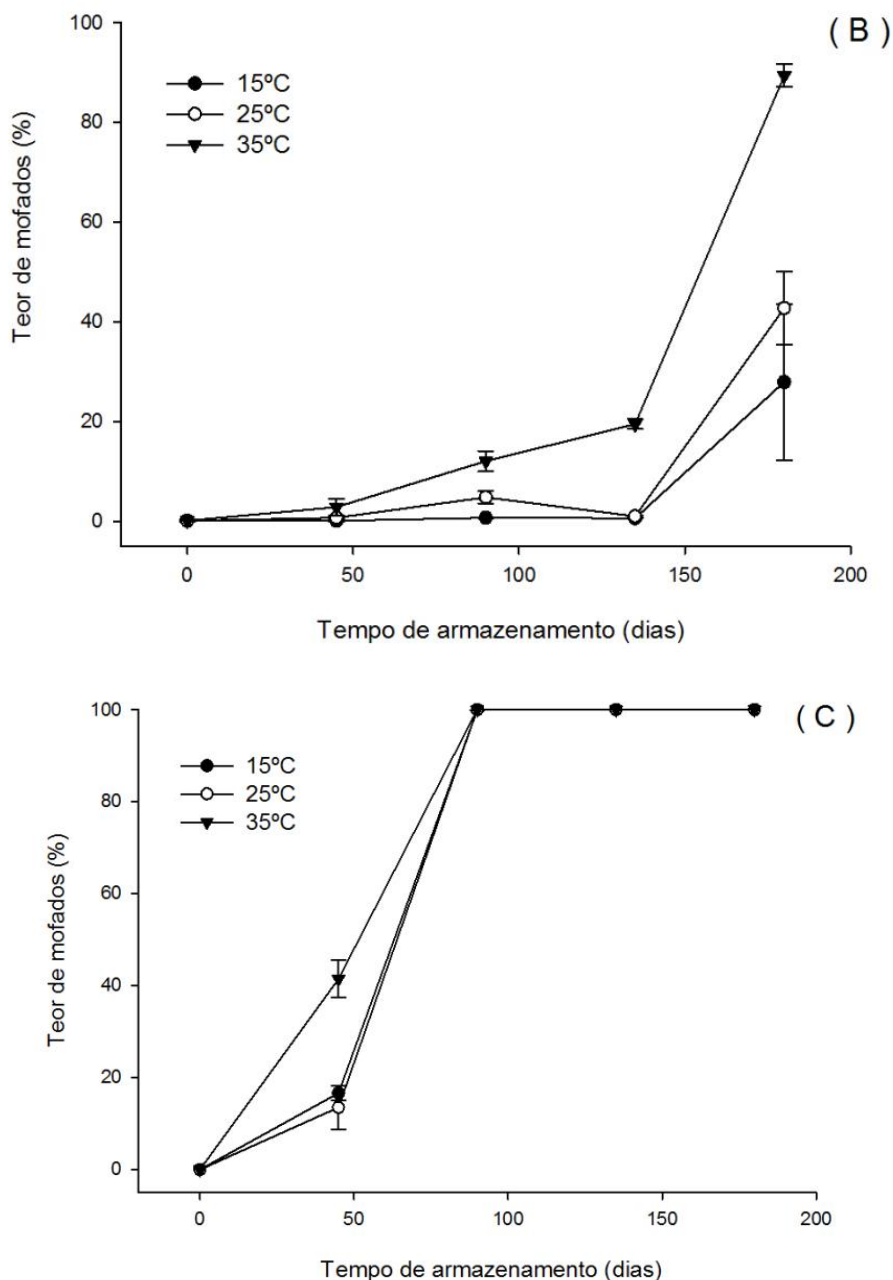 100
( B )
15ºC
25ºC
35ºC
80
60
40
20
0
Teor de mofados (%)
0 50 100 150 200
Tempo de armazenamento (dias)
100
( C )
15ºC
25ºC
35ºC
80
60
40
20
0
Teor de mofados (%)
0 50 100 150 200
Tempo de armazenamento (dias)